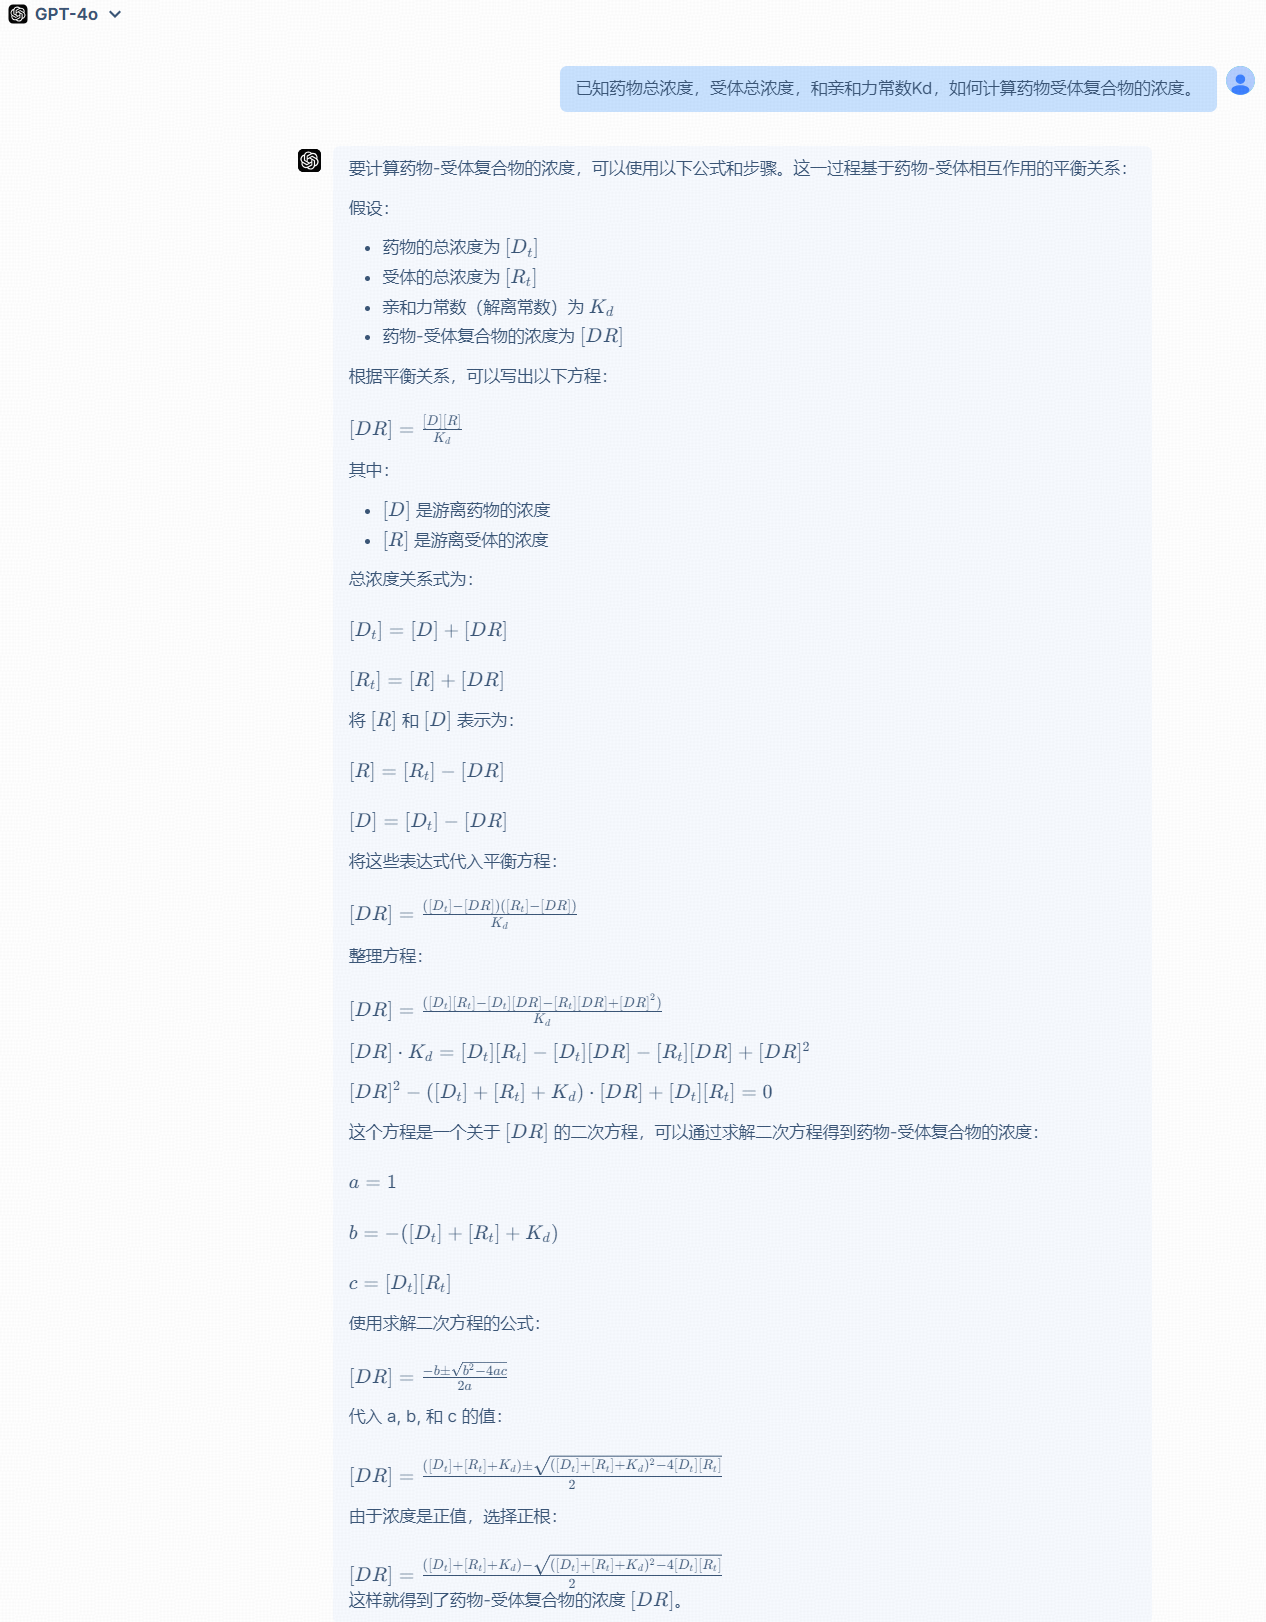 GPT-4o
已知药物总浓度，受体总浓度，和亲和力常数Kd，如何计算药物受体复合物的浓度。
要计算药物-受体复合物的浓度，可以使用以下公式和步骤。这一过程基于药物-受体相互作用的平衡关系：
假设：
• 药物的总浓度为 [D_t]
• 受体的总浓度为 [R_t]
• 亲和力常数（解离常数）为 K_d
• 药物-受体复合物的浓度为 [DR]
根据平衡关系，可以写出以下方程：
[DR] = \frac{[D][R]}{K_d}
其中：
• [D] 是游离药物的浓度
• [R] 是游离受体的浓度
总浓度关系式为：
[D_t] = [D] + [DR]
[R_t] = [R] + [DR]
将 [R] 和 [D] 表示为：
[R] = [R_t] − [DR]
[D] = [D_t] − [DR]
将这些表达式代入平衡方程：
[DR] = \frac{([D_t]−[DR])([R_t]−[DR])}{K_d}
整理方程：
[DR] = \frac{([D_t][R_t]−[D_t][DR]−[R_t][DR]+[DR]^2)}{K_d}
[DR] · K_d = [D_t][R_t] − [D_t][DR] − [R_t][DR] + [DR]^2
[DR]^2 − ([D_t] + [R_t] + K_d) · [DR] + [D_t][R_t] = 0
这个方程是一个关于 [DR] 的二次方程，可以通过求解二次方程得到药物-受体复合物的浓度：
a = 1
b = −([D_t] + [R_t] + K_d)
c = [D_t][R_t]
使用求解二次方程的公式：
[DR] = \frac{−b±\sqrt{b^2−4ac}}{2a}
代入 a, b, 和 c 的值：
[DR] = \frac{([D_t]+[R_t]+K_d)±\sqrt{([D_t]+[R_t]+K_d)^2−4[D_t][R_t]}}{2}
由于浓度是正值，选择正根：
[DR] = \frac{([D_t]+[R_t]+K_d)−\sqrt{([D_t]+[R_t]+K_d)^2−4[D_t][R_t]}}{2}
这样就得到了药物-受体复合物的浓度 [DR]。